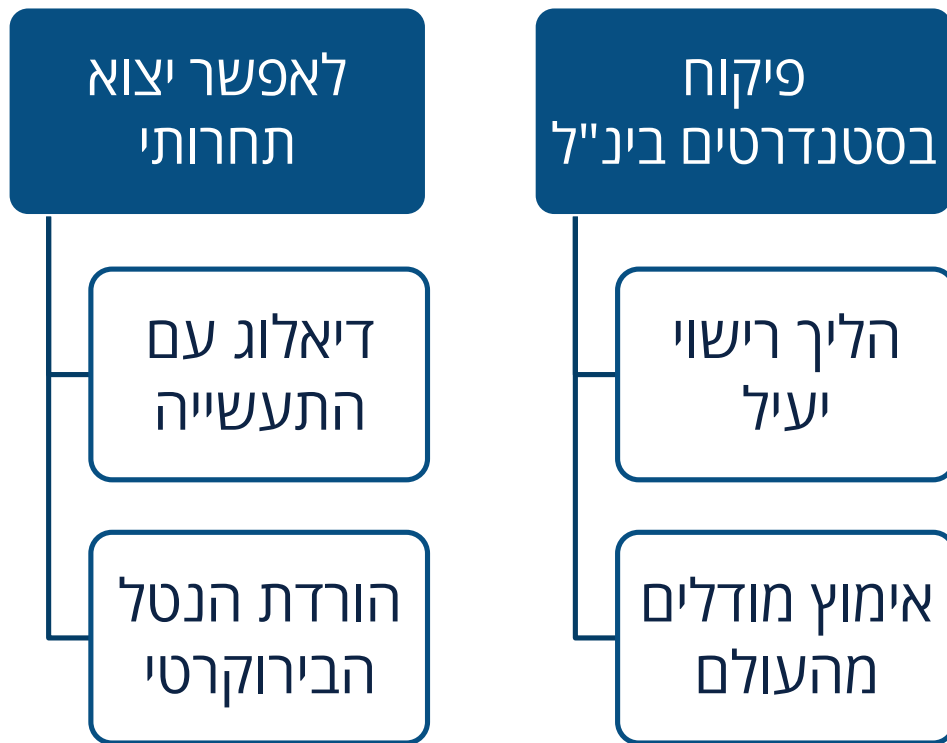 פיקוח
בסטנדרטים בינ"ל
הליך רישוי
יעיל
אימוץ מודלים
מהעולם
לאפשר יצוא
תחרותי
דיאלוג עם
התעשייה
הורדת הנטל
הבירוקרטי